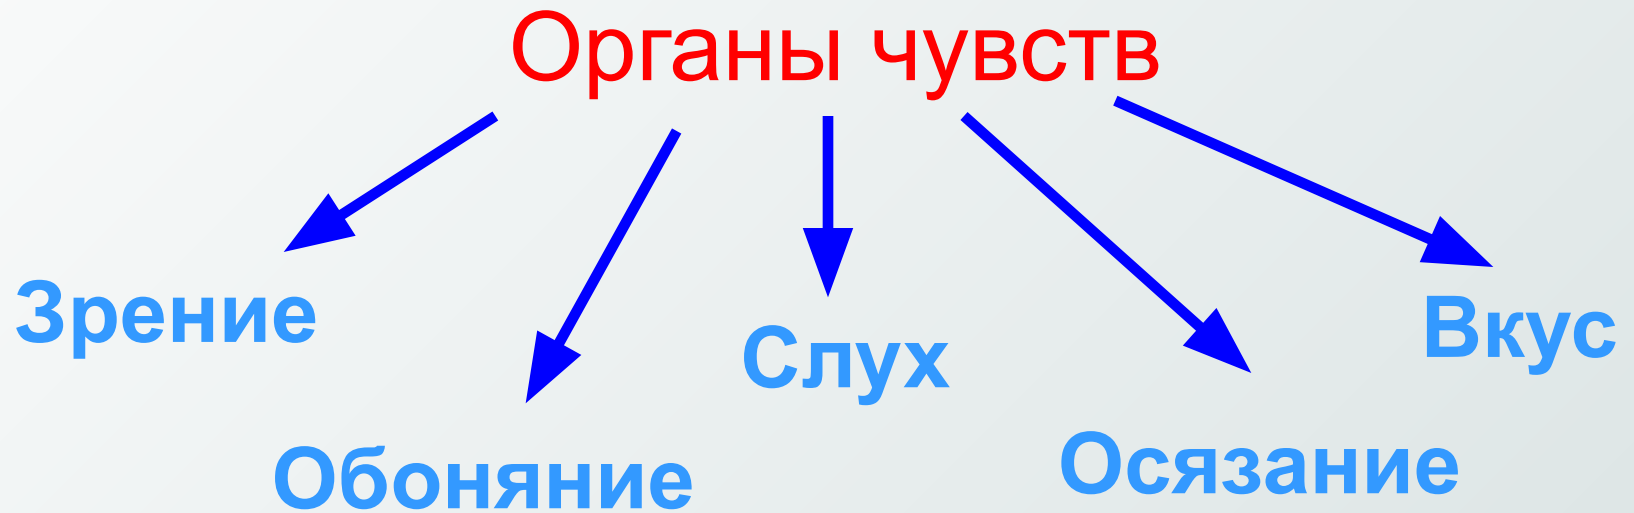 Органы чувств
Зрение
Обоняние
Слух
Осязание
Вкус